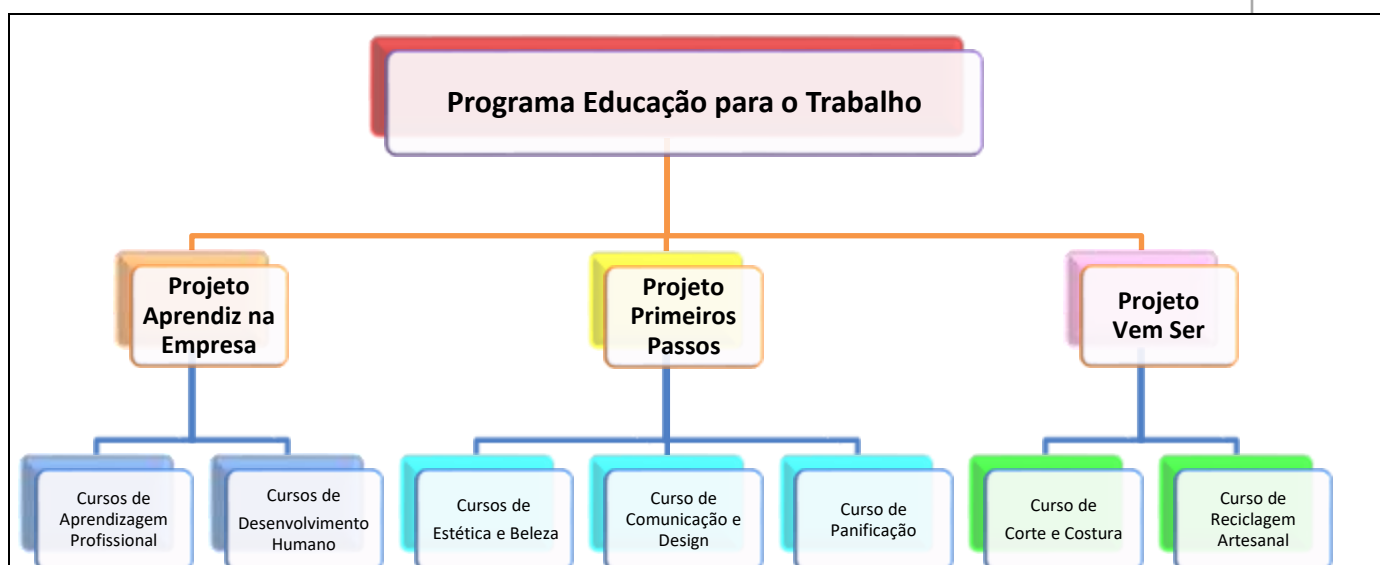 Programa Educação para o Trabalho
Projeto
Aprendiz na
Empresa
Projeto
Primeiros
Passos
Projeto
Vem Ser
Cursos de
Aprendizagem
Profissional
Cursos de
Desenvolvimento
Humano
Cursos de
Estética e Beleza
Curso de
Comunicação e
Design
Curso de
Panificação
Curso de
Corte e Costura
Curso de
Reciclagem
Artesanal